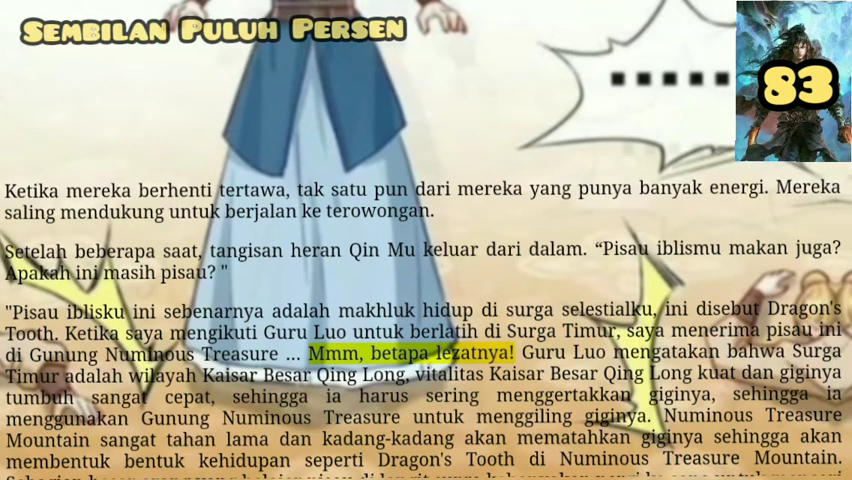 SEMBILAN PULUH PERSEN
83
Ketika mereka berhenti tertawa, tak satu pun dari mereka yang punya banyak energi. Mereka
saling mendukung untuk berjalan ke terowongan.
Setelah beberapa saat, tangisan heran Qin Mu keluar dari dalam. “Pisau iblismu makan juga?
Apakah ini masih pisau? "
"Pisau iblisku ini sebenarnya adalah makhluk hidup di surga selestialku, ini disebut Dragon's
Tooth. Ketika saya mengikuti Guru Luo untuk berlatih di Surga Timur, saya menerima pisau ini
di Gunung Numinous Treasure ... Mmm, betapa lezatnya! Guru Luo mengatakan bahwa Surga
Timur adalah wilayah Kaisar Besar Qing Long, vitalitas Kaisar Besar Qing Long kuat dan giginya
tumbuh sangat cepat, sehingga ia harus sering menggertakkan giginya, sehingga ia
menggunakan Gunung Numinous Treasure untuk menggiling giginya. Numinous Treasure
Mountain sangat tahan lama dan kadang-kadang akan mematahkan giginya sehingga akan
membentuk bentuk kehidupan seperti Dragon's Tooth di Numinous Treasure Mountain.